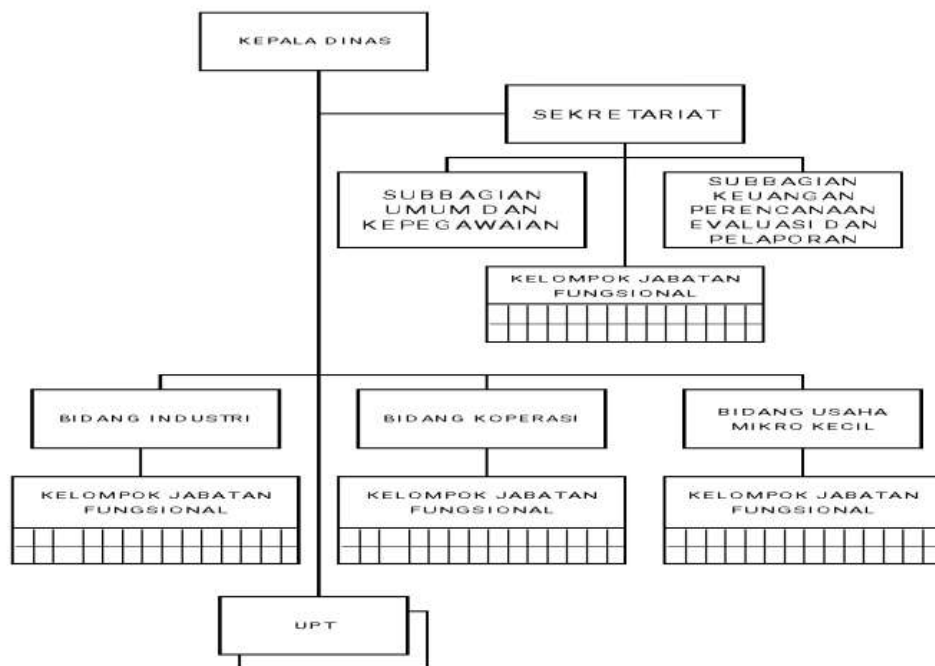 KEPALA DINAS
SEKRETARIAT
SUBBAGIAN
UMUM DAN
KEPEGAWAIAN
SUBBAGIAN
KEUANGAN
PERENCANAAN
EVALUASI DAN
PELAPORAN
KELOMPOK JABATAN
FUNGSIONAL
BIDANG INDUSTRI
BIDANG KOPERASI
BIDANG USAHA
MIKRO KECIL
KELOMPOK JABATAN
FUNGSIONAL
KELOMPOK JABATAN
FUNGSIONAL
KELOMPOK JABATAN
FUNGSIONAL
UPT